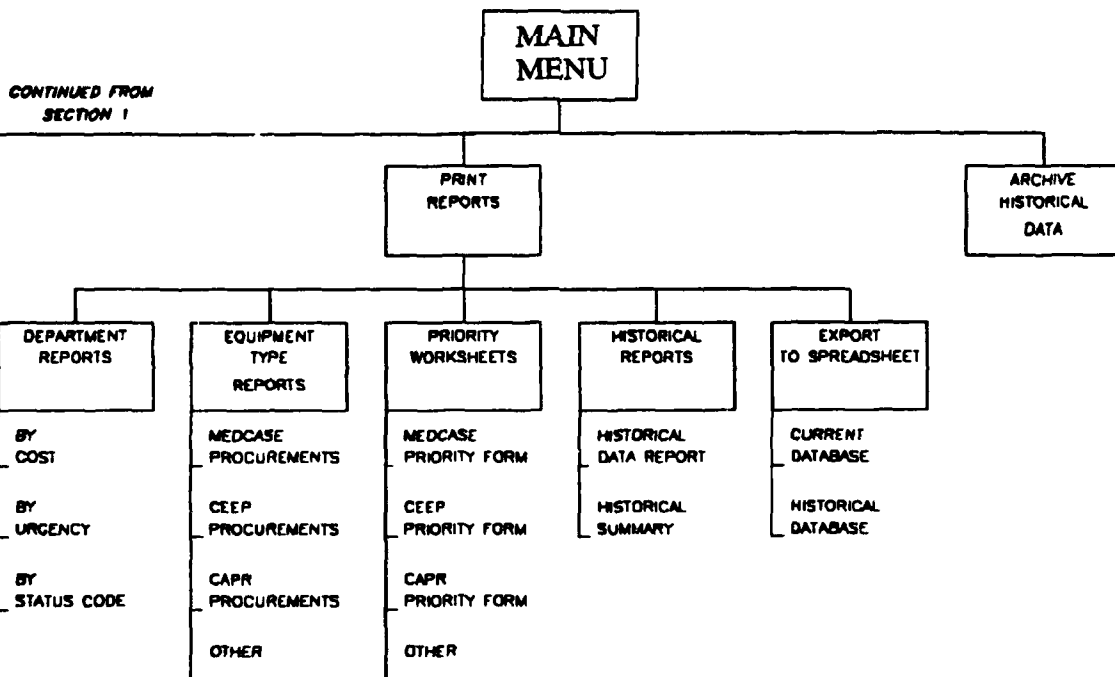 MAIN
MENU
CONTINUED FROM
SECTION 1
PRINT
REPORTS
ARCHIVE
HISTORICAL
DATA
DEPARTMENT
REPORTS
EQUIPMENT
TYPE
REPORTS
PRIORITY
WORKSHEETS
HISTORICAL
REPORTS
EXPORT
TO SPREADSHEET
BY
COST
BY
URGENCY
BY
STATUS CODE
MEDCASE
PROCUREMENTS
CEEP
PROCUREMENTS
CAPR
PROCUREMENTS
OTHER
MEDCASE
PRIORITY FORM
CEEP
PRIORITY FORM
CAPR
PRIORITY FORM
OTHER
HISTORICAL
DATA REPORT
HISTORICAL
SUMMARY
CURRENT
DATABASE
HISTORICAL
DATABASE